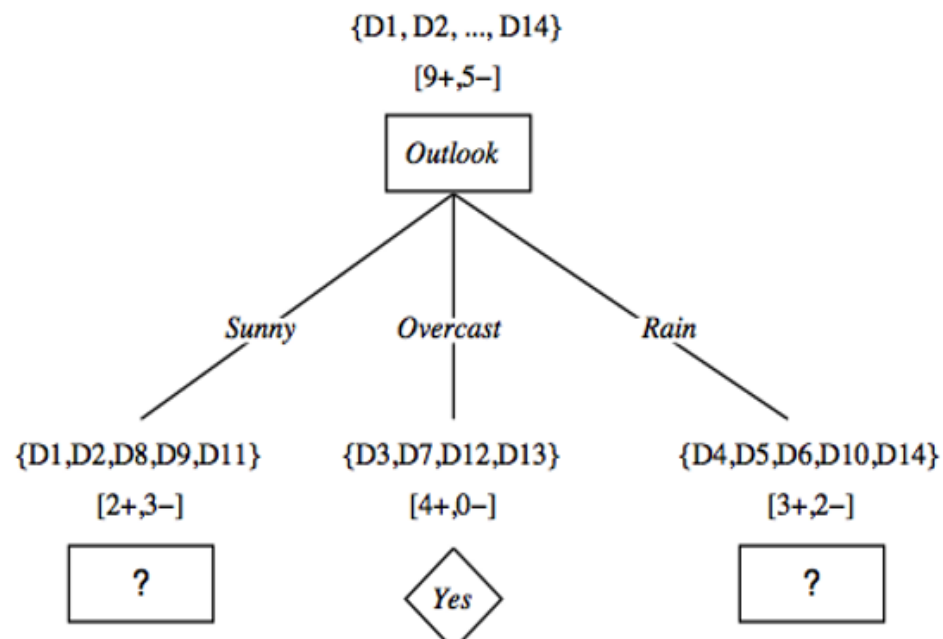 {D1, D2, ..., D14}
[9+,5−]
Outlook
Sunny
Overcast
Rain
{D1,D2,D8,D9,D11}
{D3,D7,D12,D13}
{D4,D5,D6,D10,D14}
[2+,3−]
[4+,0−]
[3+,2−]
?
Yes
?